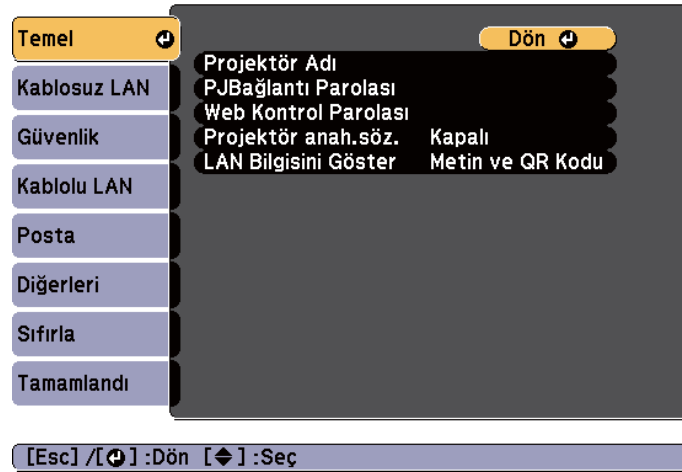 Temel
Dön
Projektör Adı
Kablosuz LAN
PJBağlantı Parolası
Web Kontrol Parolası
Güvenlik
Projektör anah.söz. Kapalı
LAN Bilgisini Göster Metin ve QR Kodu
Kablolu LAN
Posta
Diğerleri
Sıfırla
Tamamlandı
[Esc] /[ ] :Dön [ ] :Seç